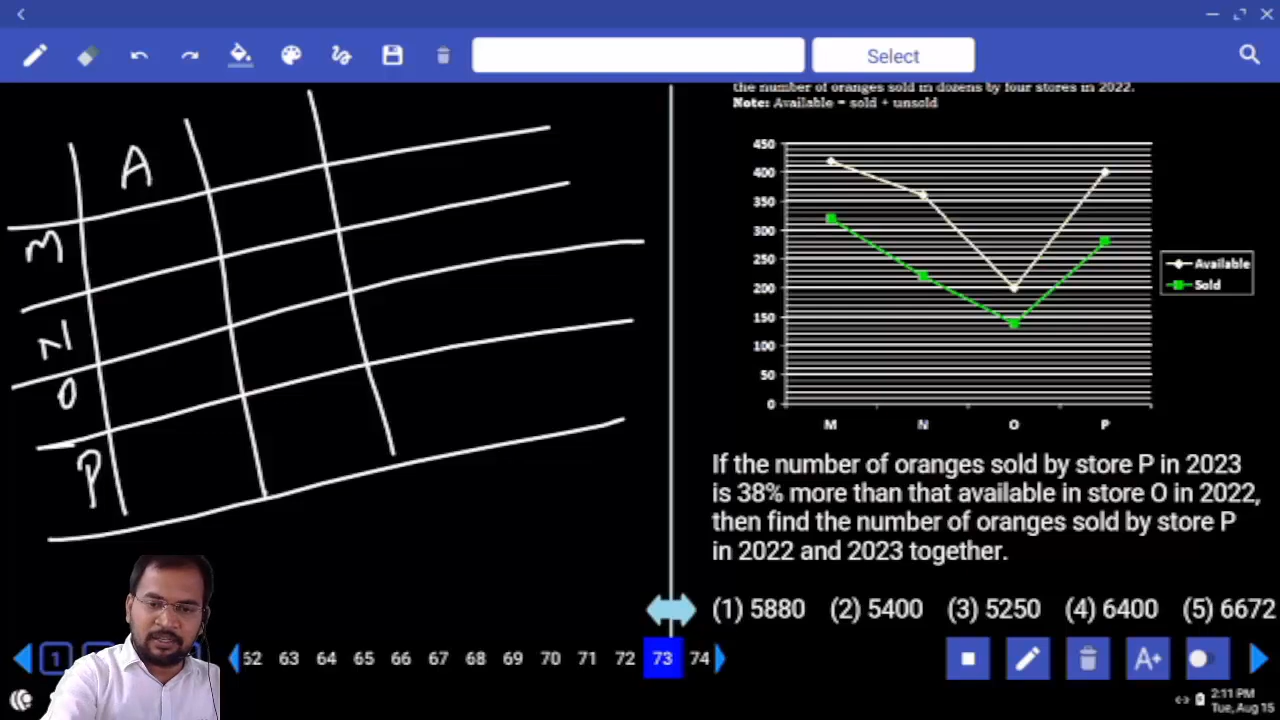 Select
the number of oranges sold in dozens by four stores in 2022.
Note: Available = sold + unsold
A
M
N
O
P
450
400
350
300
250
200
150
100
50
0
M N O P
Available
Sold
If the number of oranges sold by store P in 2023
is 38% more than that available in store O in 2022,
then find the number of oranges sold by store P
in 2022 and 2023 together.
(1) 5880 (2) 5400 (3) 5250 (4) 6400 (5) 6672
1 52 63 64 65 66 67 68 69 70 71 72 73 74
A+
2:11 PM
Tue, Aug 15